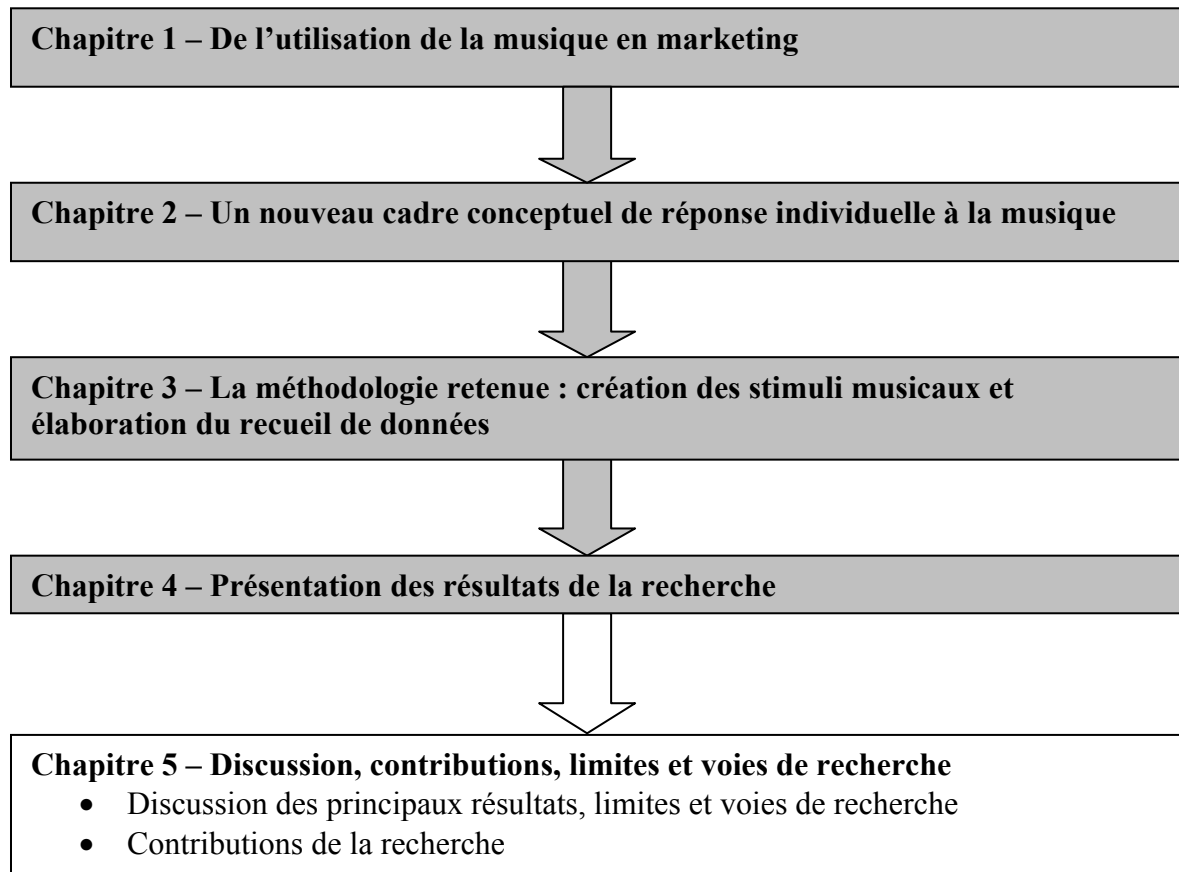 Chapitre 1 – De l’utilisation de la musique en marketing
Chapitre 2 – Un nouveau cadre conceptuel de réponse individuelle à la musique
Chapitre 3 – La méthodologie retenue : création des stimuli musicaux et
élaboration du recueil de données
Chapitre 4 – Présentation des résultats de la recherche
Chapitre 5 – Discussion, contributions, limites et voies de recherche
• Discussion des principaux résultats, limites et voies de recherche
• Contributions de la recherche